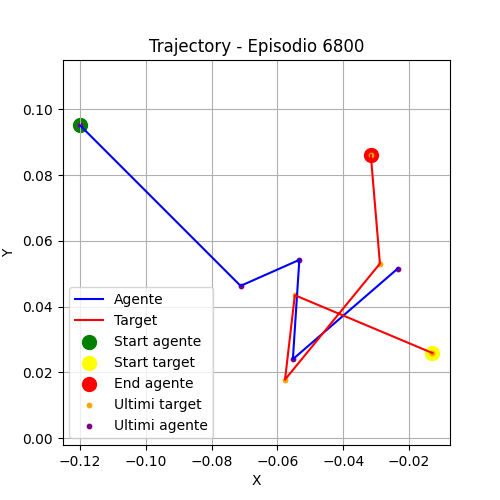 Trajectory - Episodio 6800
Y
0.10
0.08
0.06
0.04
0.02
0.00
Agente
Target
Start agente
Start target
End agente
Ultimi target
Ultimi agente
−0.12 −0.10 −0.08 −0.06 −0.04 −0.02
X